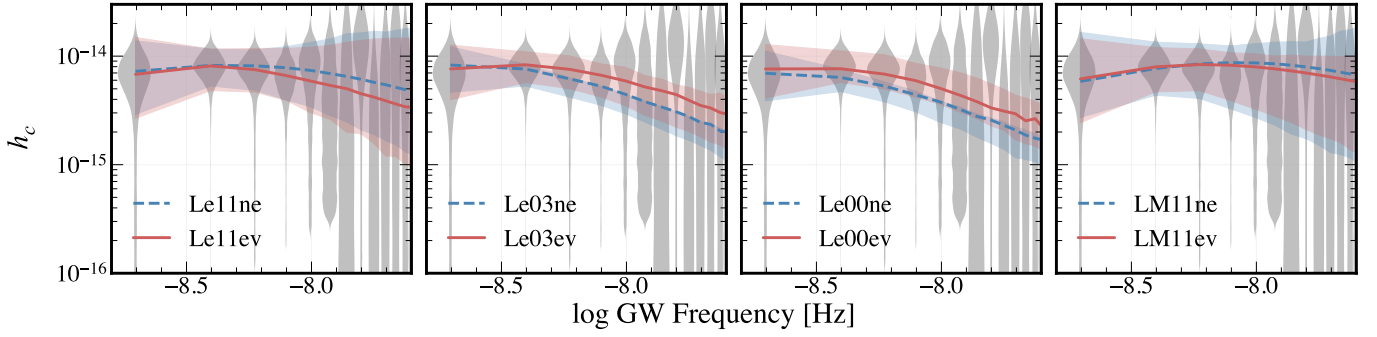 h_c
10⁻¹⁴
10⁻¹⁵
10⁻¹⁶
Le11ne
Le11ev
Le03ne
Le03ev
Le00ne
Le00ev
LM11ne
LM11ev
−8.5 −8.0 −8.5 −8.0 −8.5 −8.0 −8.5 −8.0
log GW Frequency [Hz]